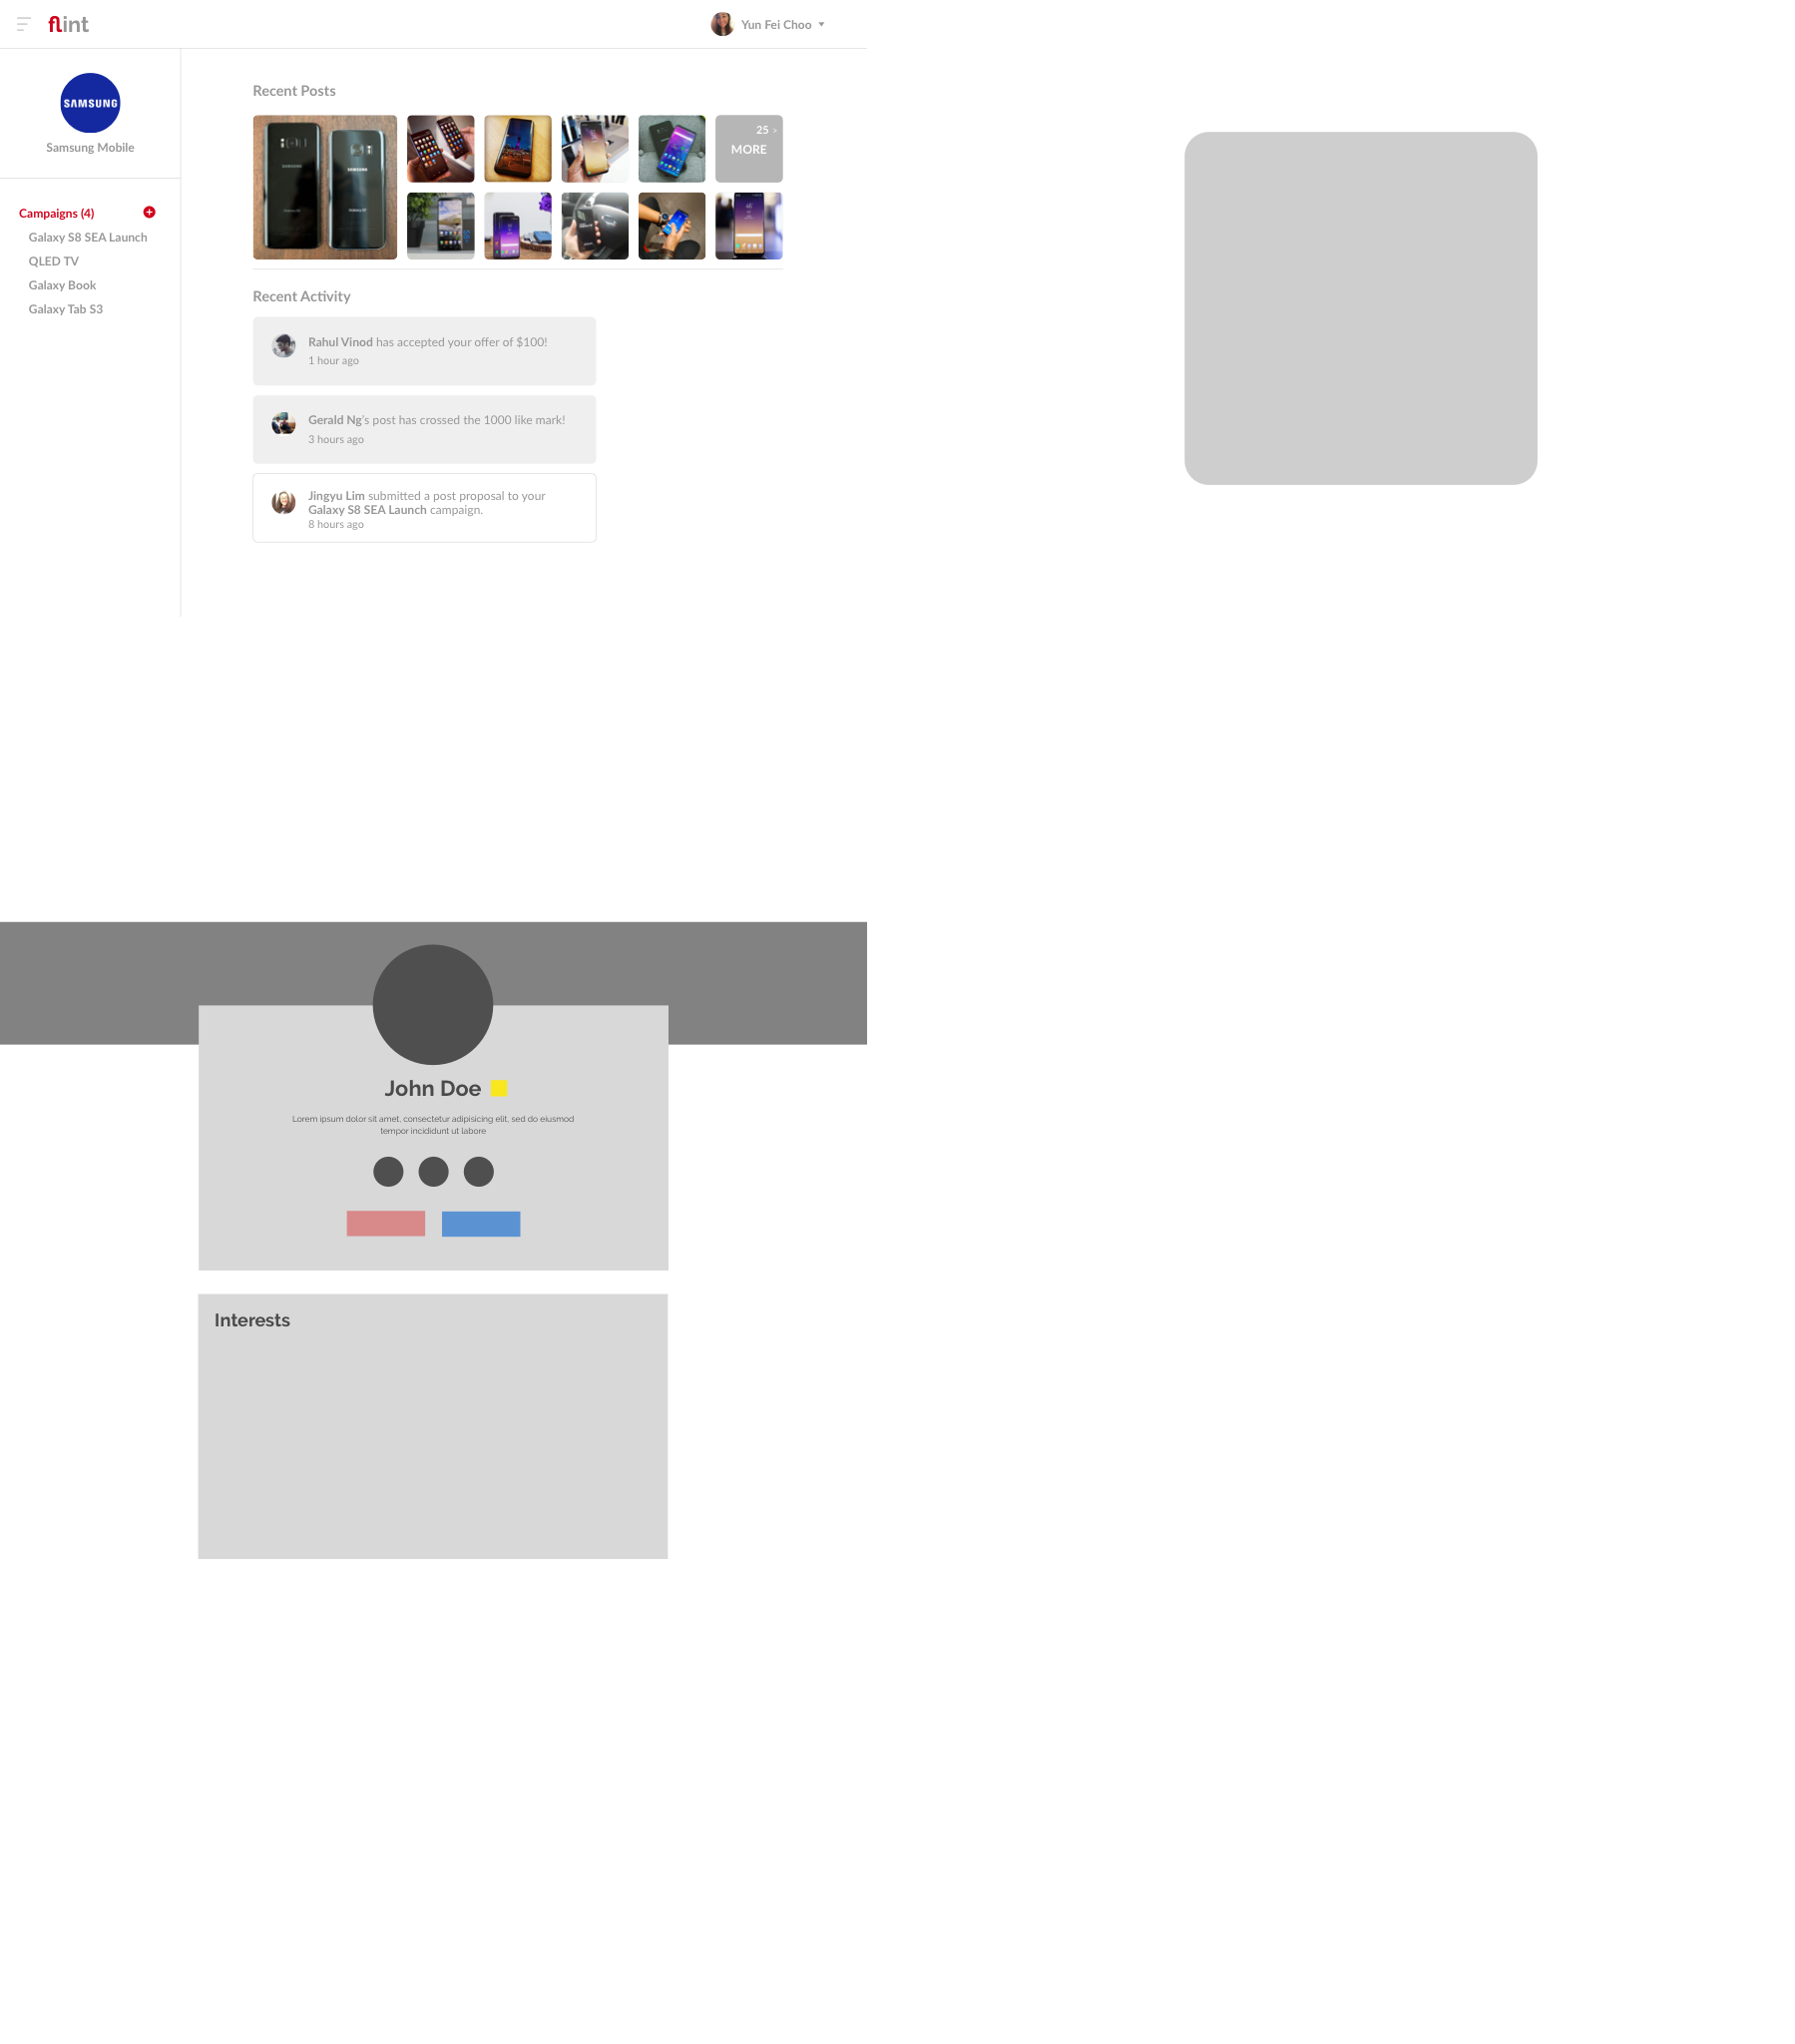 flint
Yun Fei Choo
SAMSUNG
Samsung Mobile
Campaigns (4)
Galaxy S8 SEA Launch
QLED TV
Galaxy Book
Galaxy Tab S3
Recent Posts
SAMSUNG
SAMSUNG
25 >
MORE
Recent Activity
Rahul Vinod has accepted your offer of $100!
1 hour ago
Gerald Ng's post has crossed the 1000 like mark!
3 hours ago
Jingyu Lim submitted a post proposal to your
Galaxy S8 SEA Launch campaign.
8 hours ago
John Doe
Lorem ipsum dolor sit amet, consectetur adipisicing elit, sed do eiusmod
tempor incididunt ut labore
Interests